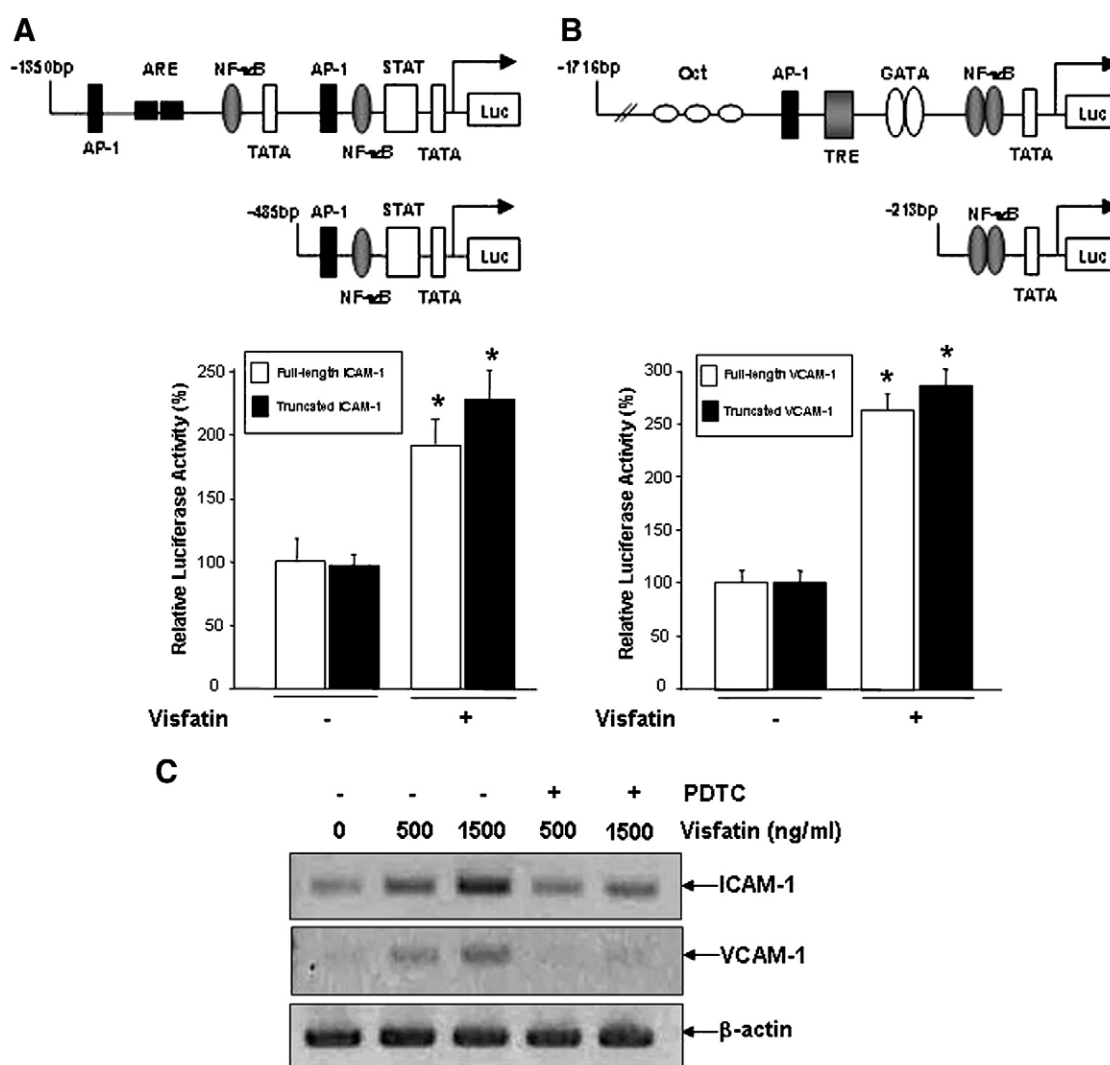 A
-1350bp
ARE
NF-κB
AP-1
STAT
Luc
AP-1
TATA
NF-κB
TATA
-485bp
AP-1
STAT
Luc
NF-κB
TATA
Relative Luciferase Activity (%)
250
200
150
100
50
0
Full-length ICAM-1
Truncated ICAM-1
*
*
Visfatin
-
+
B
-1716bp
Oct
AP-1
GATA
NF-κB
Luc
TRE
TATA
-213bp
NF-κB
Luc
TATA
Relative Luciferase Activity (%)
300
250
200
150
100
50
0
Full-length VCAM-1
Truncated VCAM-1
*
*
Visfatin
-
+
C
- - - + + PDTC
0 500 1500 500 1500 Visfatin (ng/ml)
ICAM-1
VCAM-1
β-actin